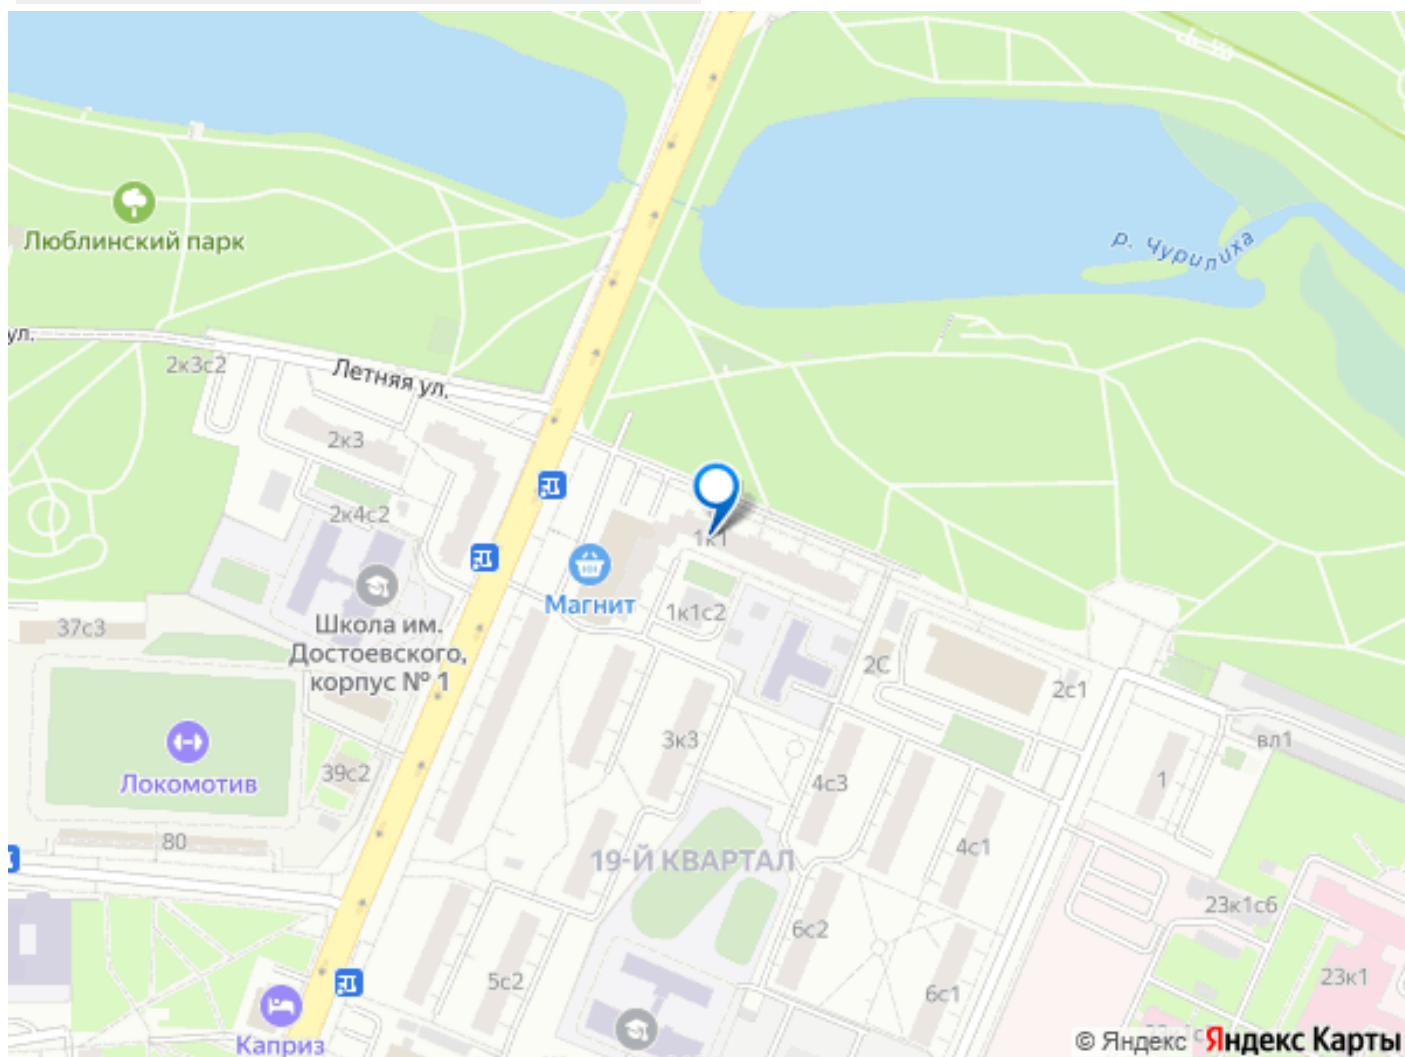 Люблинский парк
р. Чурилиха
ул.
2к3с2
Летняя ул.
2к3
2к4с2
1к1
Магнит
1к1с2
37с3
Школа им.
Достоевского,
корпус № 1
2С
2с1
3к3
вл1
39с2
Локомотив
4с3
1
80
19-Й КВАРТАЛ
4с1
23к1с6
6с2
5с2
6с1
23к1
Каприз
© Яндекс
Яндекс Карты